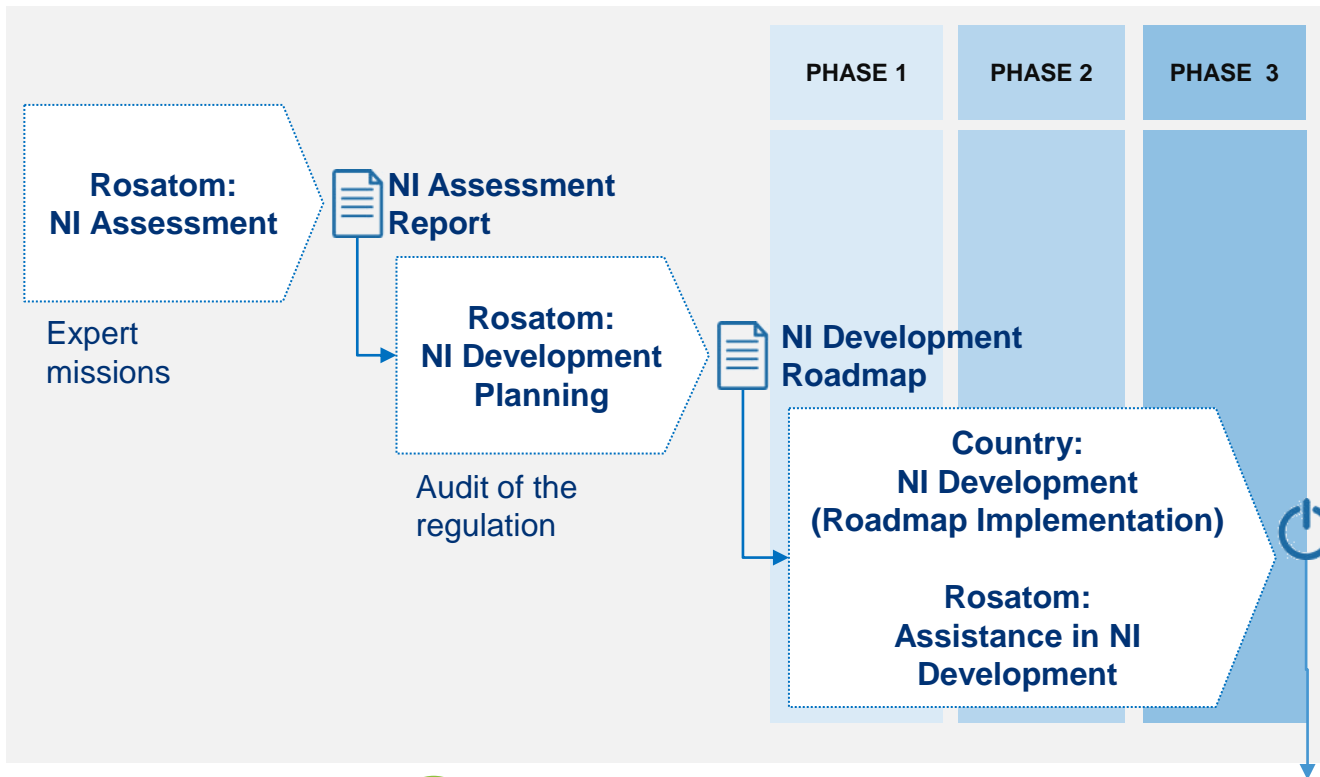 PHASE 1
PHASE 2
PHASE 3
Rosatom:
NI Assessment
NI Assessment
Report
Expert
missions
Rosatom:
NI Development
Planning
NI Development
Roadmap
Audit of the
regulation
Country:
NI Development
(Roadmap Implementation)
Rosatom:
Assistance in NI
Development